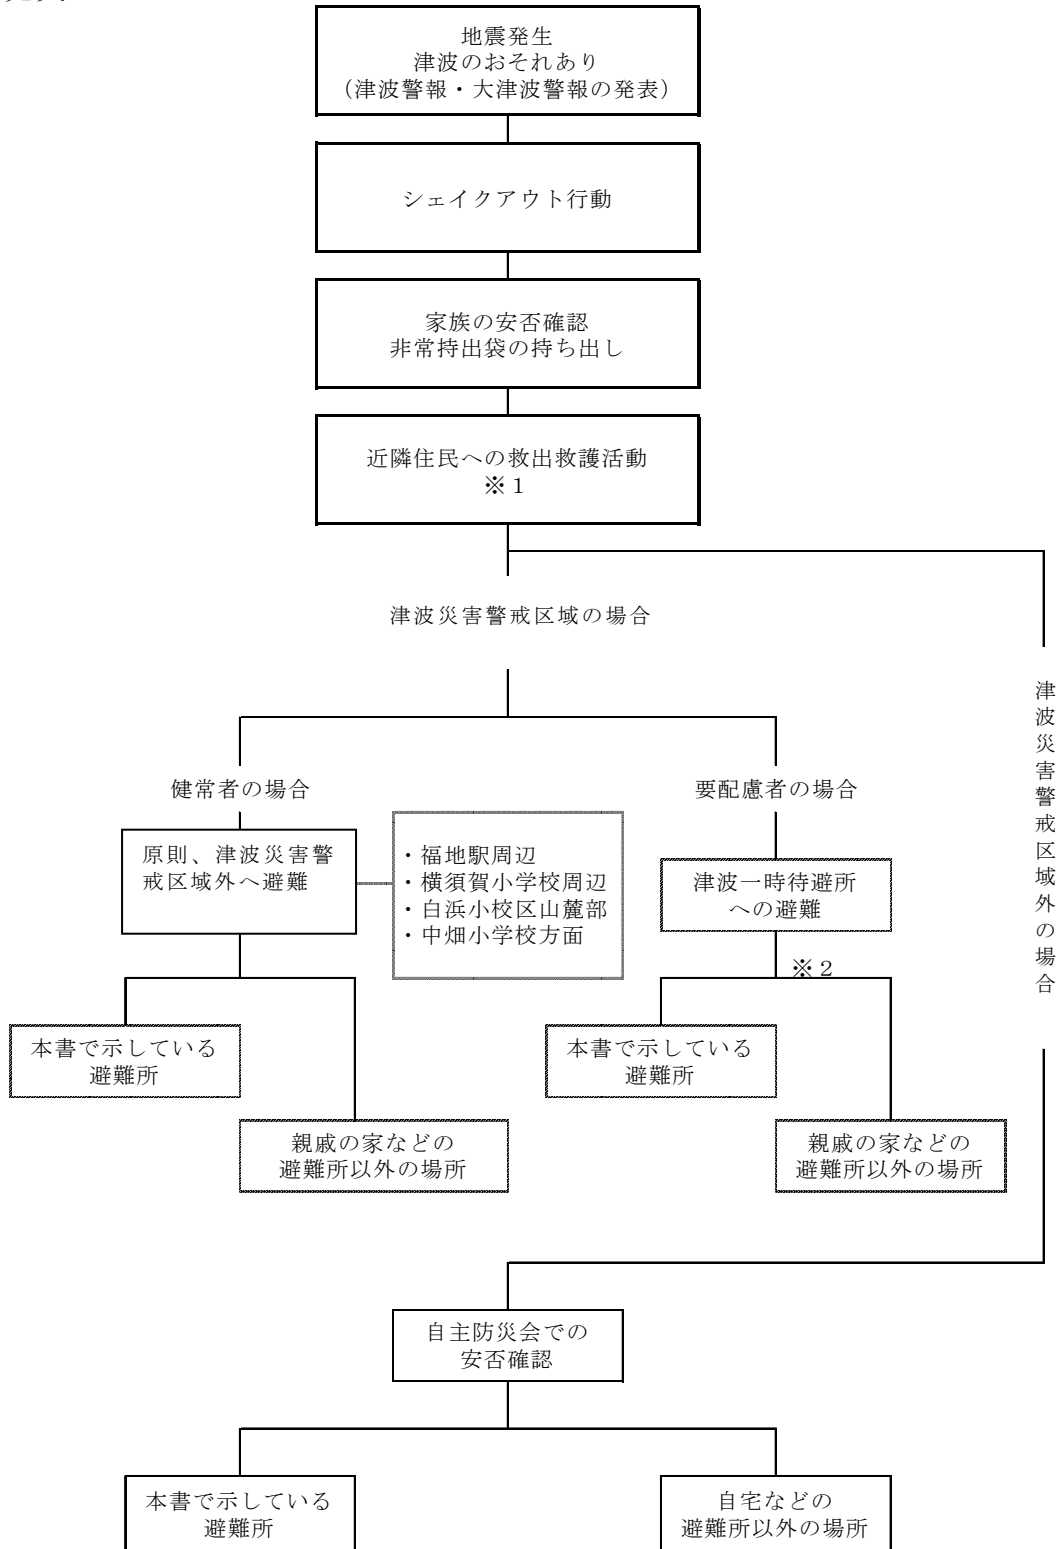 地震発生
津波のおそれあり
（津波警報・大津波警報の発表）
シェイクアウト行動
家族の安否確認
非常持出袋の持ち出し
近隣住民への救出救護活動
※１
津波災害警戒区域の場合
津波災害警戒区域外の場合
健常者の場合
原則、津波災害警
戒区域外へ避難
・福地駅周辺
・横須賀小学校周辺
・白浜小校区山麓部
・中畑小学校方面
要配慮者の場合
津波一時待避所
への避難
※２
本書で示している
避難所
親戚の家などの
避難所以外の場所
本書で示している
避難所
親戚の家などの
避難所以外の場所
自主防災会での
安否確認
本書で示している
避難所
自宅などの
避難所以外の場所